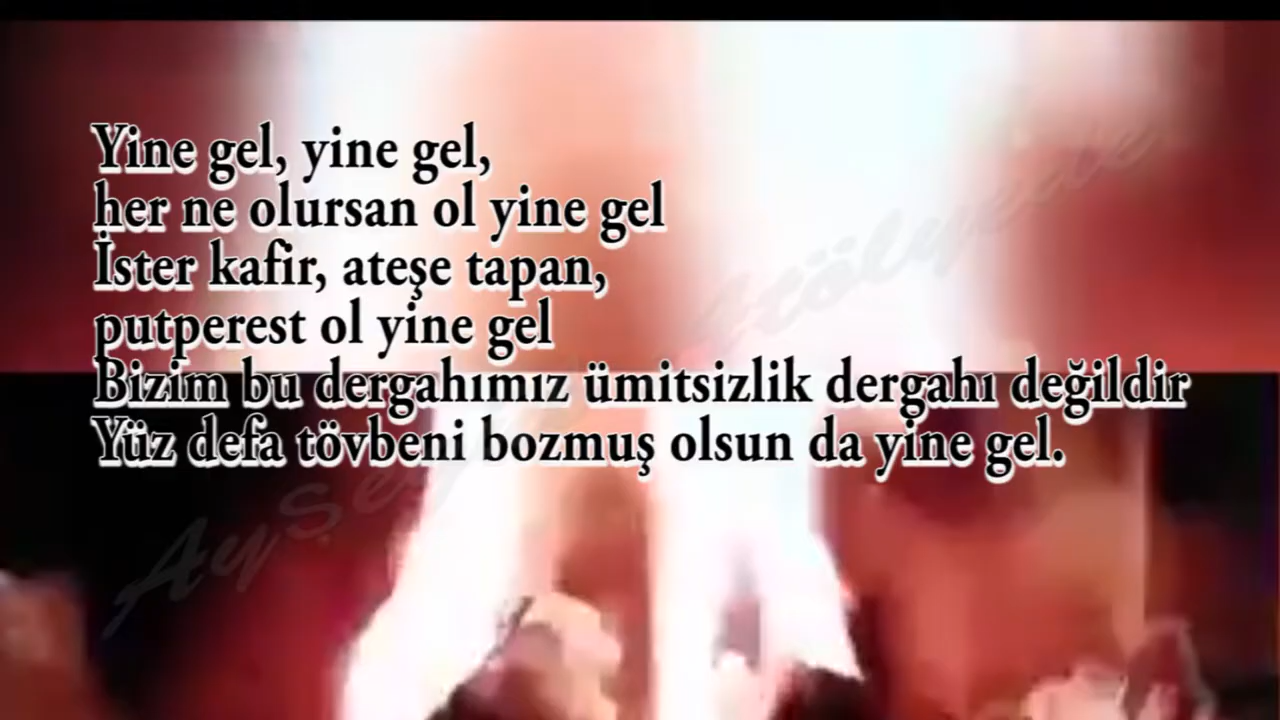 Yine gel, yine gel,
her ne olursan ol yine gel
İster kafir, ateşe tapan,
putperest ol yine gel
Bizim bu dergahımız ümitsizlik dergahı değildir
Yüz defa tövbeni bozmuş olsun da yine gel.